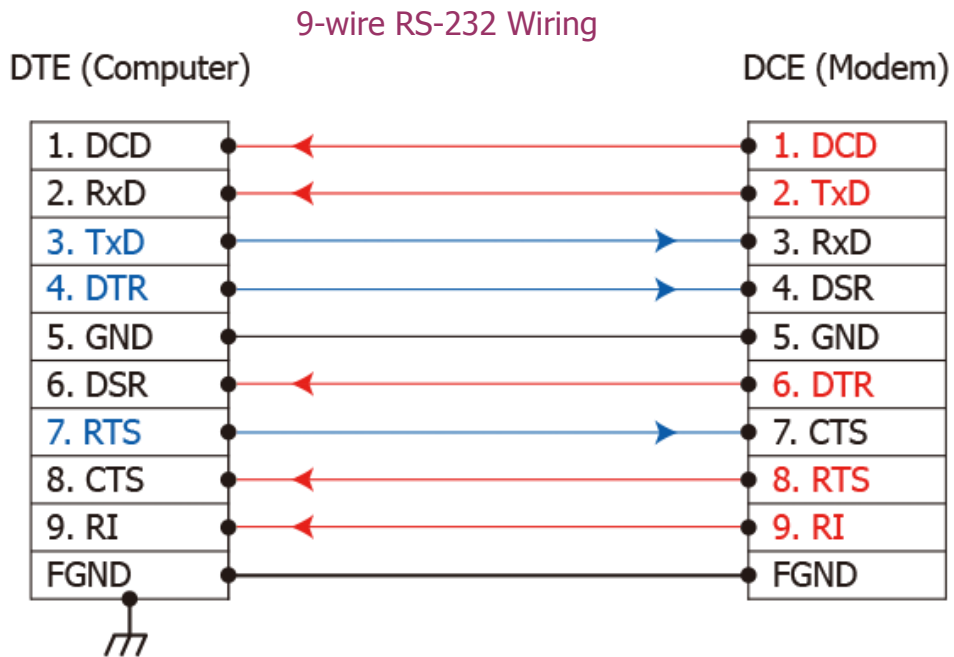 9-wire RS-232 Wiring
DTE (Computer)
DCE (Modem)
1. DCD
1. DCD
2. RxD
2. TxD
3. TxD
3. RxD
4. DTR
4. DSR
5. GND
5. GND
6. DSR
6. DTR
7. RTS
7. CTS
8. CTS
8. RTS
9. RI
9. RI
FGND
FGND